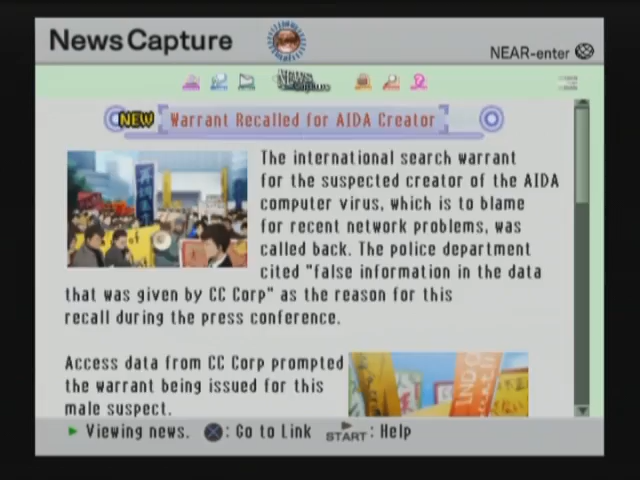 News Capture
NEAR-enter
News Capture
NEW Warrant Recalled for AIDA Creator
The international search warrant
for the suspected creator of the AIDA
computer virus, which is to blame
for recent network problems, was
called back. The police department
cited "false information in the data
that was given by CC Corp" as the reason for this
recall during the press conference.
Access data from CC Corp prompted
the warrant being issued for this
male suspect.
Viewing news. : Go to Link START : Help